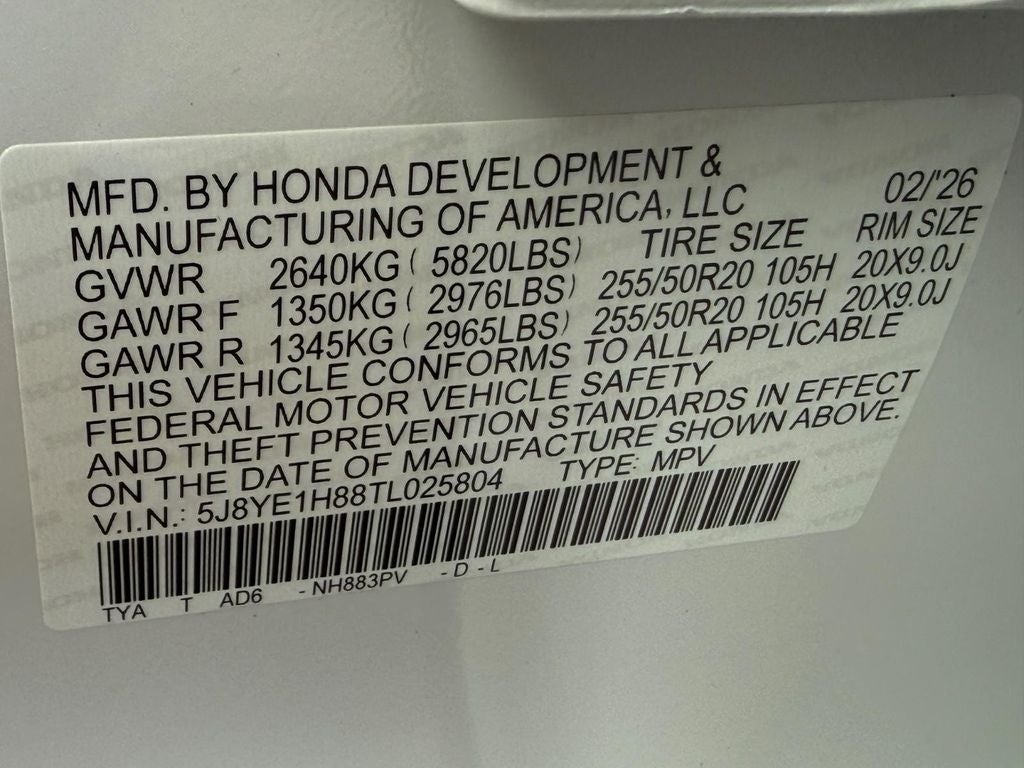 MFD. BY HONDA DEVELOPMENT &
MANUFACTURING OF AMERICA, LLC 02/'26
GVWR 2640KG ( 5820LBS) TIRE SIZE RIM SIZE
GAWR F 1350KG ( 2976LBS) 255/50R20 105H 20X9.0J
GAWR R 1345KG ( 2965LBS) 255/50R20 105H 20X9.0J
THIS VEHICLE CONFORMS TO ALL APPLICABLE
FEDERAL MOTOR VEHICLE SAFETY
AND THEFT PREVENTION STANDARDS IN EFFECT
ON THE DATE OF MANUFACTURE SHOWN ABOVE.
V.I.N.: 5J8YE1H88TL025804 TYPE: MPV
TYA T AD6 -NH883PV -D-L